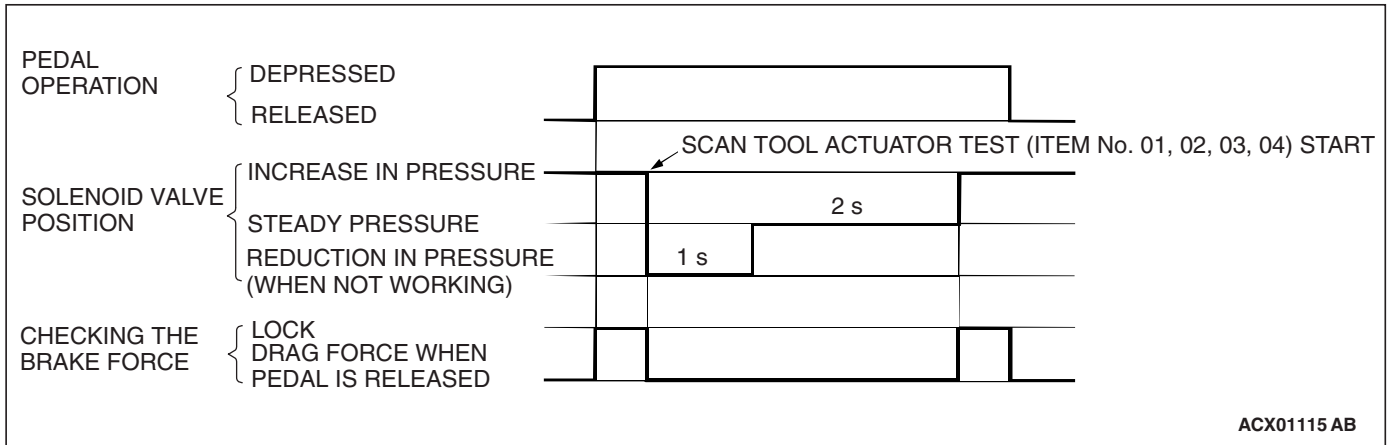 PEDAL
OPERATION
DEPRESSED
RELEASED
SCAN TOOL ACTUATOR TEST (ITEM No. 01, 02, 03, 04) START
SOLENOID VALVE
POSITION
INCREASE IN PRESSURE
2 s
STEADY PRESSURE
REDUCTION IN PRESSURE
(WHEN NOT WORKING)
1 s
CHECKING THE
BRAKE FORCE
LOCK
DRAG FORCE WHEN
PEDAL IS RELEASED
ACX01115 AB